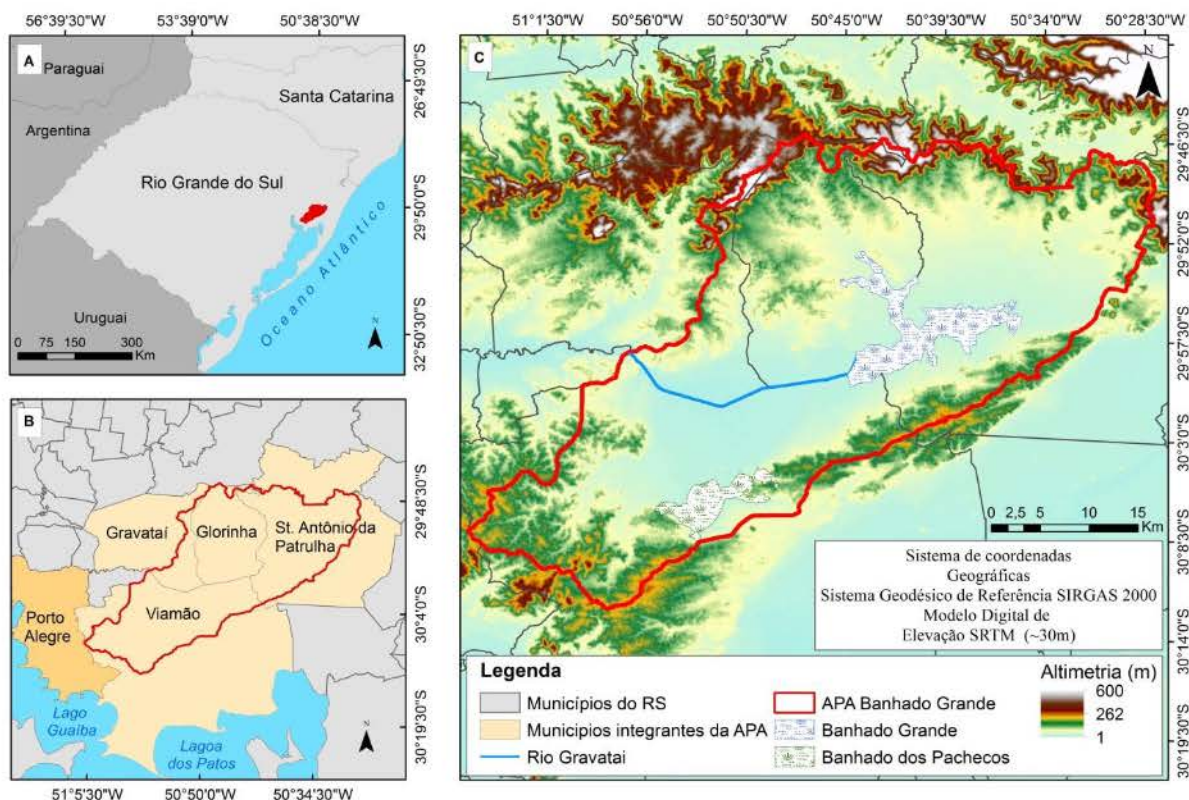 56°39'30"W
53°39'0"W
50°38'30"W
A
Paraguai
Argentina
Santa Catarina
Rio Grande do Sul
Oceano Atlântico
Uruguai
0 75 150 300
Km
N
26°49'30"S
29°50'0"S
32°50'30"S
B
Gravataí
Glorinha
St. Antônio da
Patrulha
Porto
Alegre
Viamão
Lago
Guaíba
Lagoa
dos Patos
N
29°48'30"S
30°4'0"S
30°19'30"S
51°5'30"W
50°50'0"W
50°34'30"W
51°11'30"W
50°56'0"W
50°50'30"W
50°45'0"W
50°39'30"W
50°34'0"W
50°28'30"W
C
N
29°46'30"S
29°52'0"S
29°57'30"S
30°3'0"S
30°8'30"S
30°14'0"S
30°19'30"S
0 2,5 5 10 15
Km
Sistema de coordenadas
Geográficas
Sistema Geodésico de Referência SIRGAS 2000
Modelo Digital de
Elevação SRTM (~30m)
Legenda
Municípios do RS
Municipios integrantes da APA
Rio Gravatai
APA Banhado Grande
Banhado Grande
Banhado dos Pachecos
Altimetria (m)
600
262
1